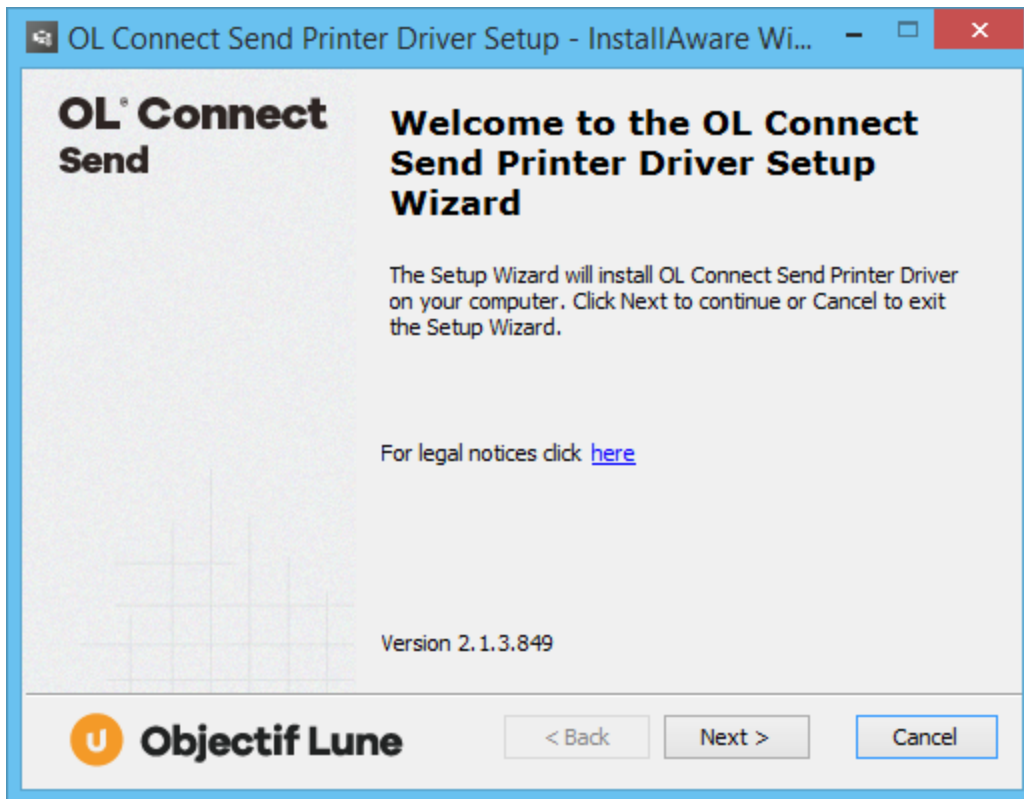 OL Connect Send Printer Driver Setup - InstallAware Wi...
OL® Connect
Send
Welcome to the OL Connect
Send Printer Driver Setup
Wizard
The Setup Wizard will install OL Connect Send Printer Driver
on your computer. Click Next to continue or Cancel to exit
the Setup Wizard.
For legal notices click here
Version 2.1.3.849
Objectif Lune
< Back
Next >
Cancel